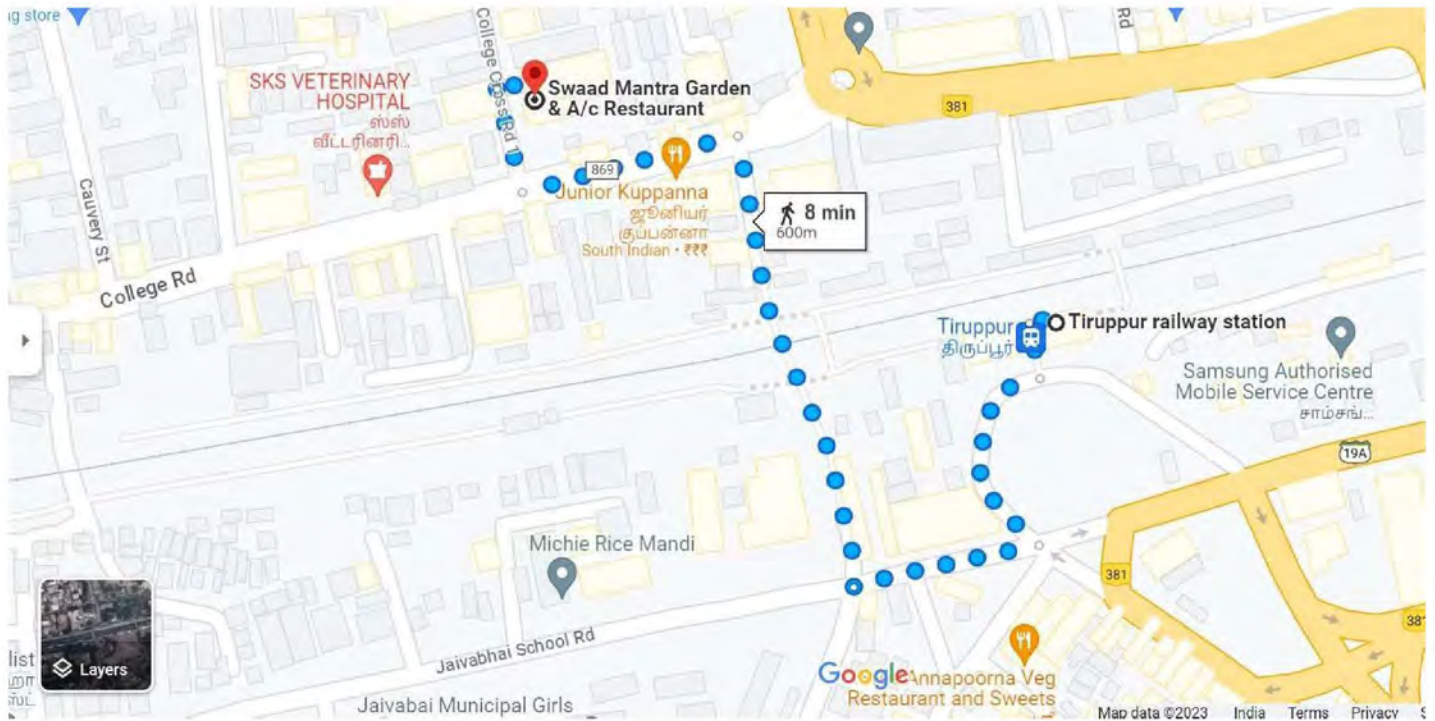 g store
SKS VETERINARY
HOSPITAL
ஸ்ஸ்
வீட்டரினரி...
College Cross Rd 1
Swaad Mantra Garden
& A/c Restaurant
Rd
381
869
Junior Kuppanna
ஜூனியர்
குப்பன்னா
South Indian • ₹₹₹
8 min
600m
Cauvery St
College Rd
Tiruppur
திருப்பூர்
Tiruppur railway station
Samsung Authorised
Mobile Service Centre
சாம்சங்...
19A
Michie Rice Mandi
381
38
Jaivabhai School Rd
list
Layers
Jaivabai Municipal Girls
Google
Annapoorna Veg
Restaurant and Sweets
Map data ©2023 India Terms Privacy